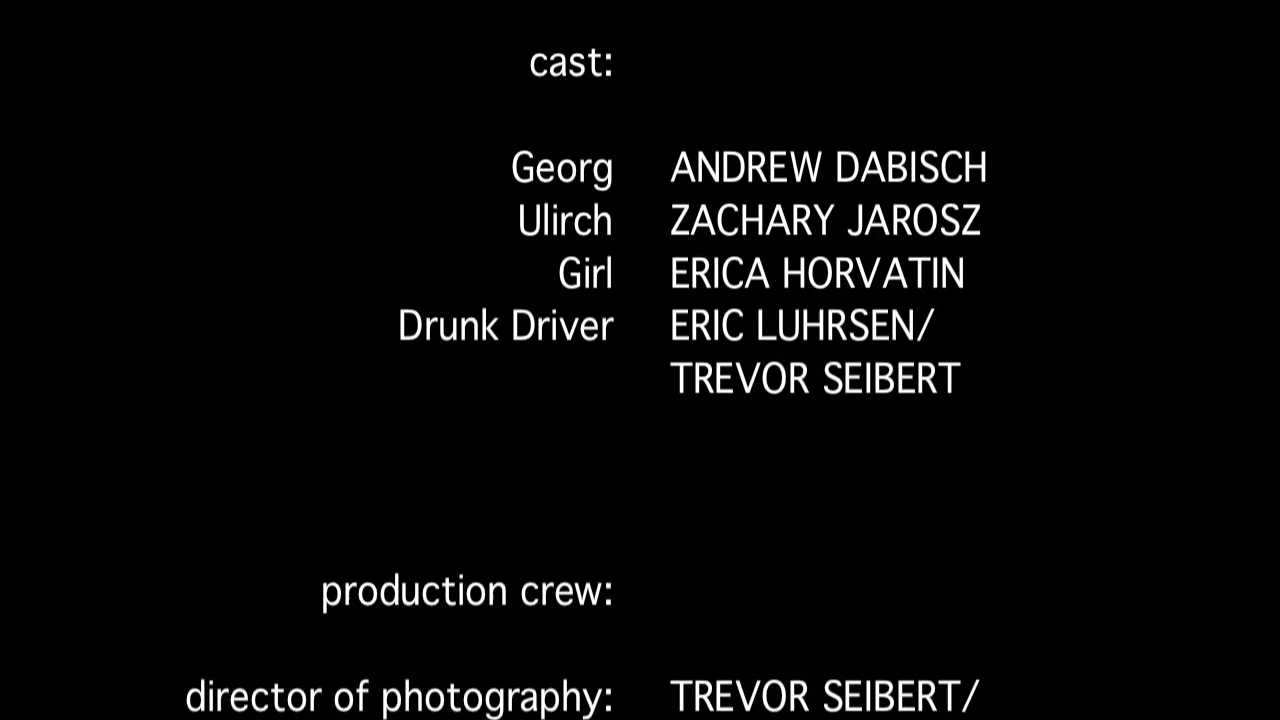 cast:
Georg ANDREW DABISCH
Ulirch ZACHARY JAROSZ
Girl ERICA HORVATIN
Drunk Driver ERIC LUHRSEN/
TREVOR SEIBERT
production crew:
director of photography: TREVOR SEIBERT/